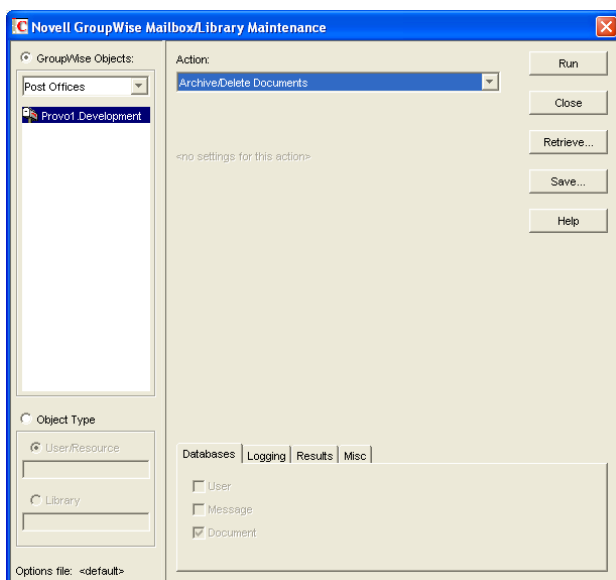 Novell GroupWise Mailbox/Library Maintenance
GroupWise Objects:
Post Offices
Provo1.Development
Object Type
User/Resource
Library
Options file: <default>
Action:
Archive/Delete Documents
<no settings for this action>
Databases Logging Results Misc
User
Message
Document
Run
Close
Retrieve...
Save...
Help